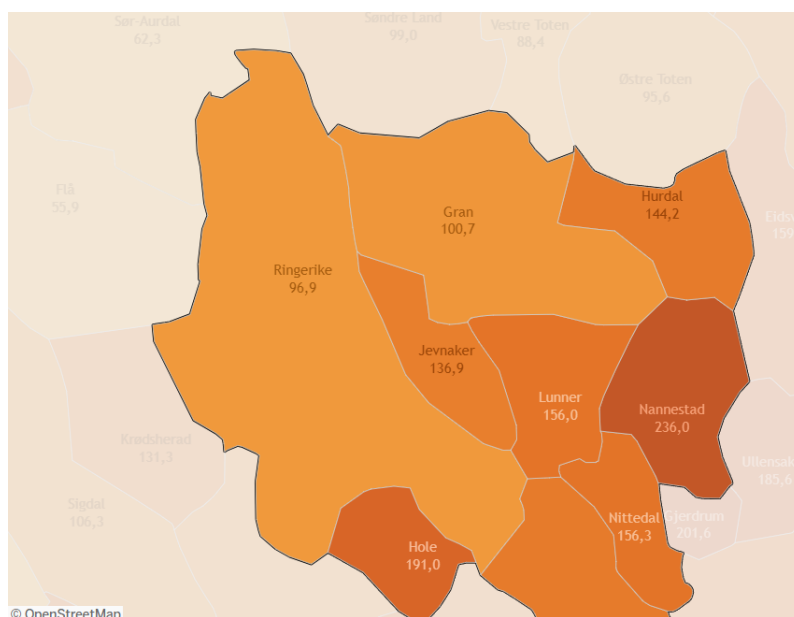 Sør-Aurdal
62,3
Søndre Land
99,0
Vestre Toten
88,4
Østre Toten
95,6
Flå
55,9
Gran
100,7
Hurdal
144,2
Eids
159
Ringerike
96,9
Jevnaker
136,9
Lunner
156,0
Nannestad
236,0
Krødsherad
131,3
Ullensak
185,6
Sigdal
106,3
Hole
191,0
Nittedal
156,3
Gjerdrum
201,6
© OpenStreetMap